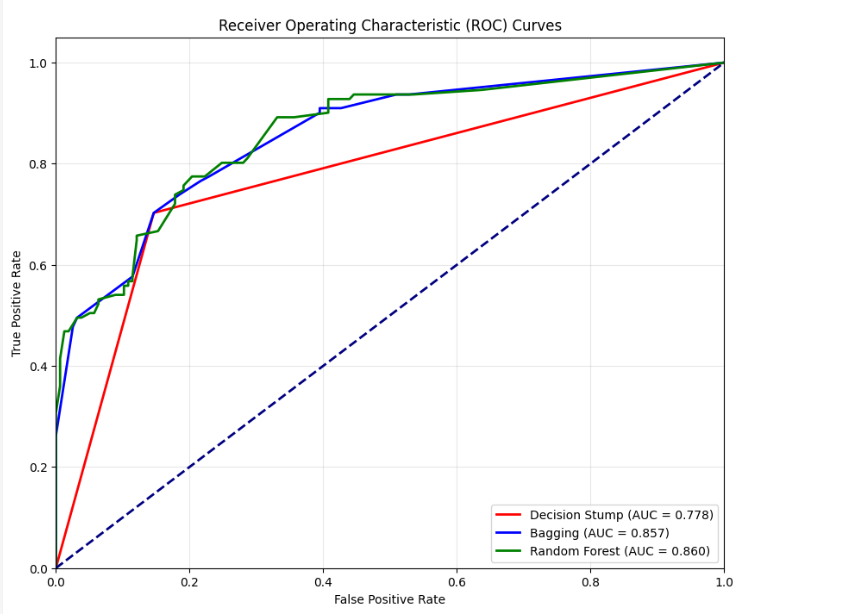 Receiver Operating Characteristic (ROC) Curves
1.0
0.8
0.6
0.4
0.2
0.0
True Positive Rate
Decision Stump (AUC = 0.778)
Bagging (AUC = 0.857)
Random Forest (AUC = 0.860)
0.0 0.2 0.4 0.6 0.8 1.0
False Positive Rate